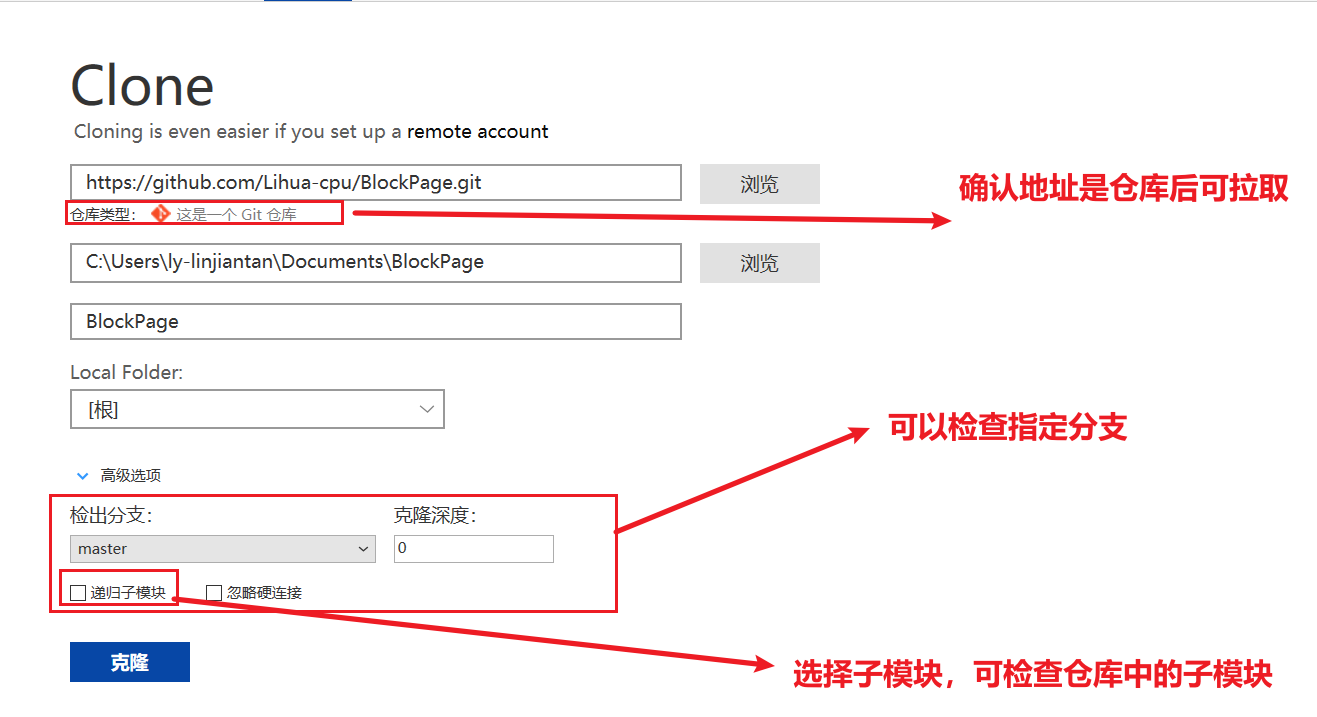 Clone
Cloning is even easier if you set up a remote account
https://github.com/Lihua-cpu/BlockPage.git
浏览
确认地址是仓库后可拉取
仓库类型：
这是一个 Git 仓库
C:\Users\ly-linjiantan\Documents\BlockPage
浏览
BlockPage
Local Folder:
[根]
可以检查指定分支
高级选项
检出分支：
克隆深度：
master
0
递归子模块
忽略硬连接
克隆
选择子模块，可检查仓库中的子模块